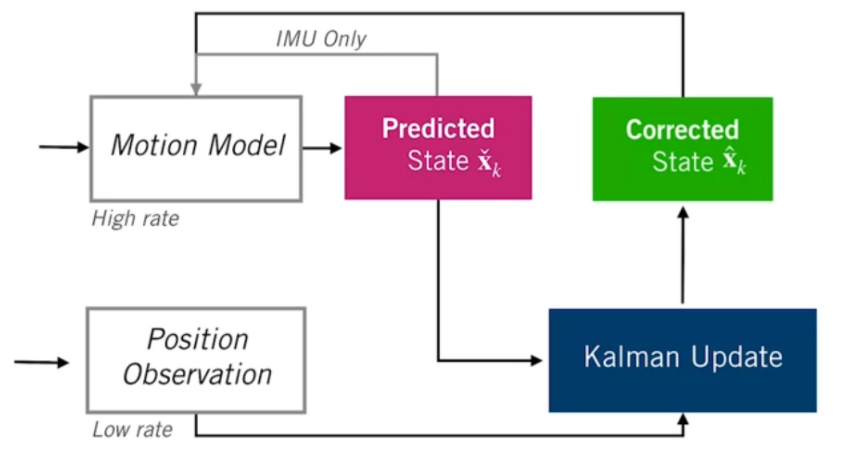 IMU Only
Motion Model
High rate
Predicted
State x̌ₖ
Corrected
State x̂ₖ
Position
Observation
Low rate
Kalman Update